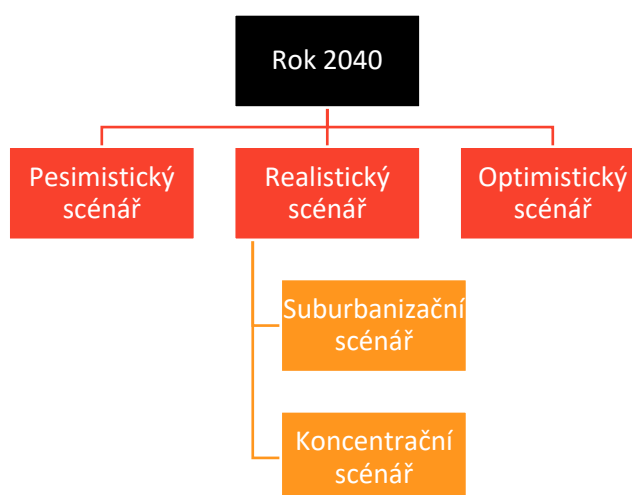 Rok 2040
Pesimistický
scénář
Realistický
scénář
Optimistický
scénář
Suburbanizační
scénář
Koncentrační
scénář